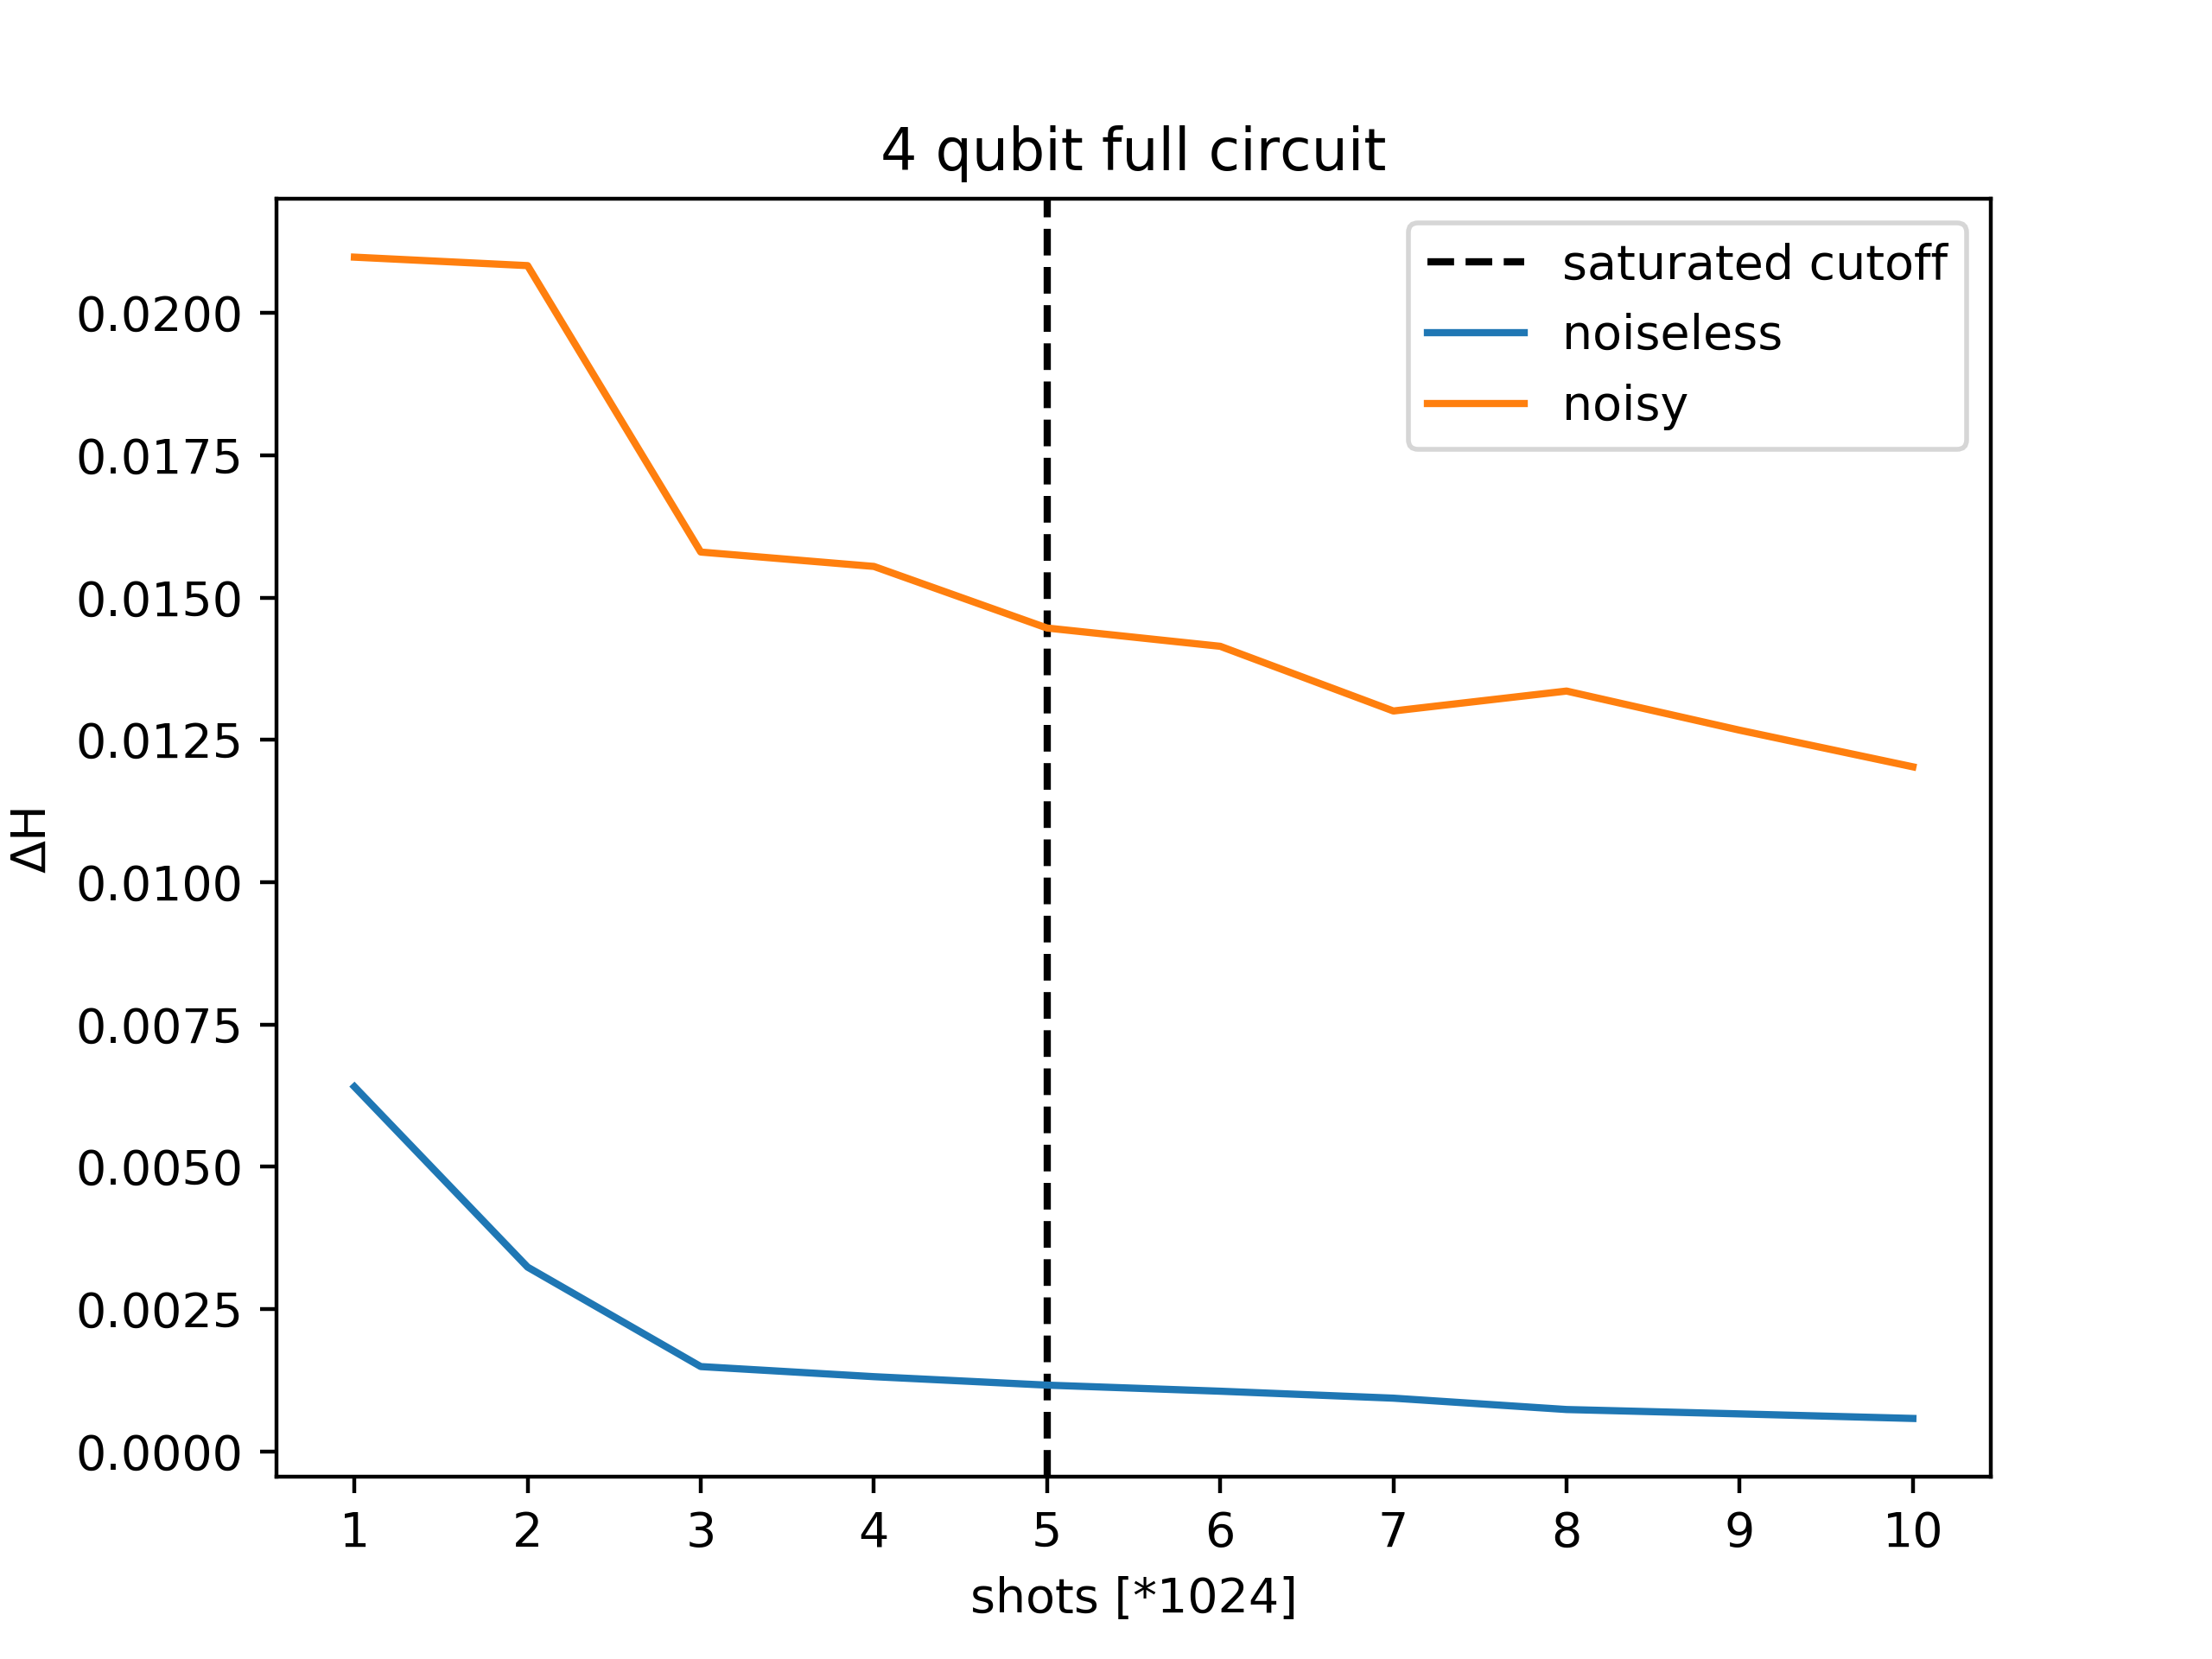 4 qubit full circuit
saturated cutoff
noiseless
noisy
0.0200
0.0175
0.0150
0.0125
0.0100
0.0075
0.0050
0.0025
0.0000
ΔH
1 2 3 4 5 6 7 8 9 10
shots [*1024]